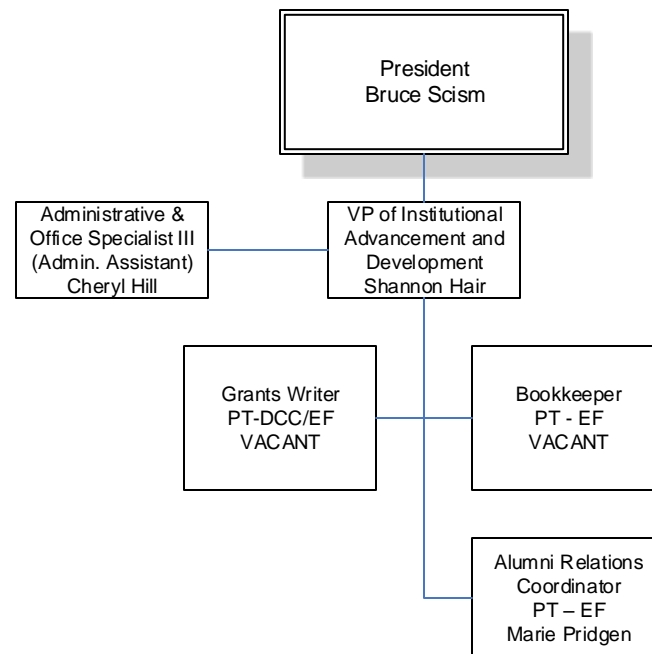 President
Bruce Scism
Administrative &
Office Specialist III
(Admin. Assistant)
Cheryl Hill
VP of Institutional
Advancement and
Development
Shannon Hair
Grants Writer
PT-DCC/EF
VACANT
Bookkeeper
PT - EF
VACANT
Alumni Relations
Coordinator
PT – EF
Marie Pridgen